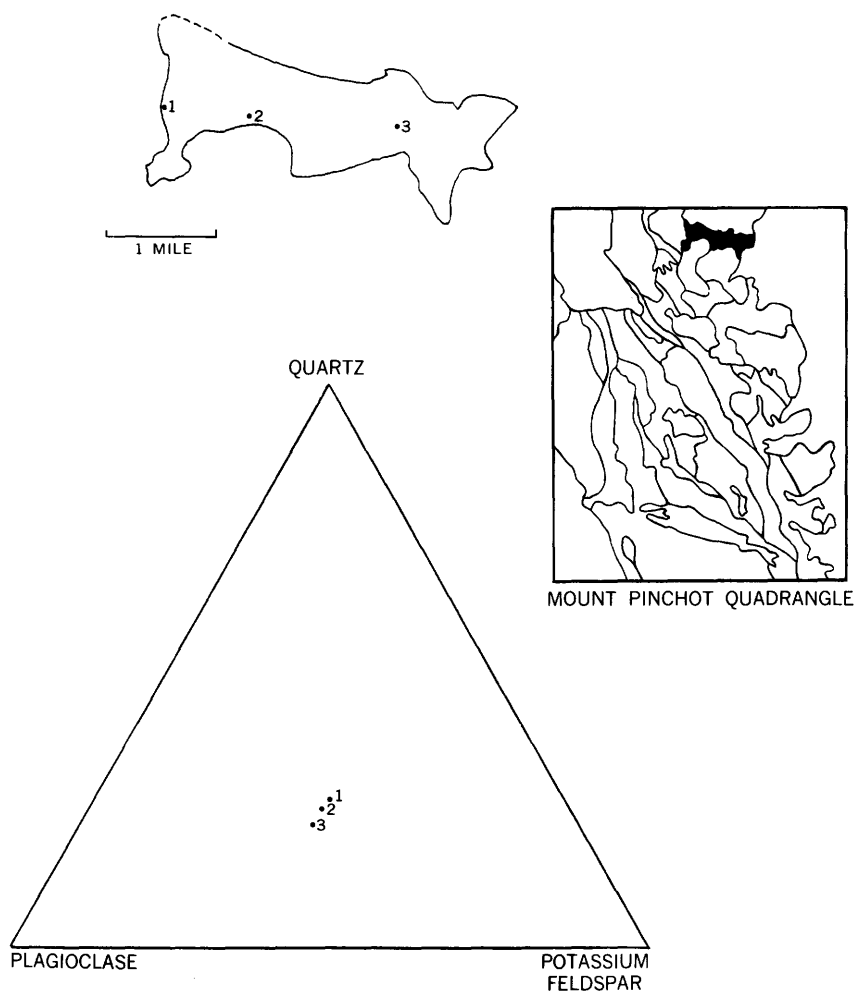 1
2
3
1 MILE
MOUNT PINCHOT QUADRANGLE
QUARTZ
1
2
3
PLAGIOCLASE
POTASSIUM
FELDSPAR